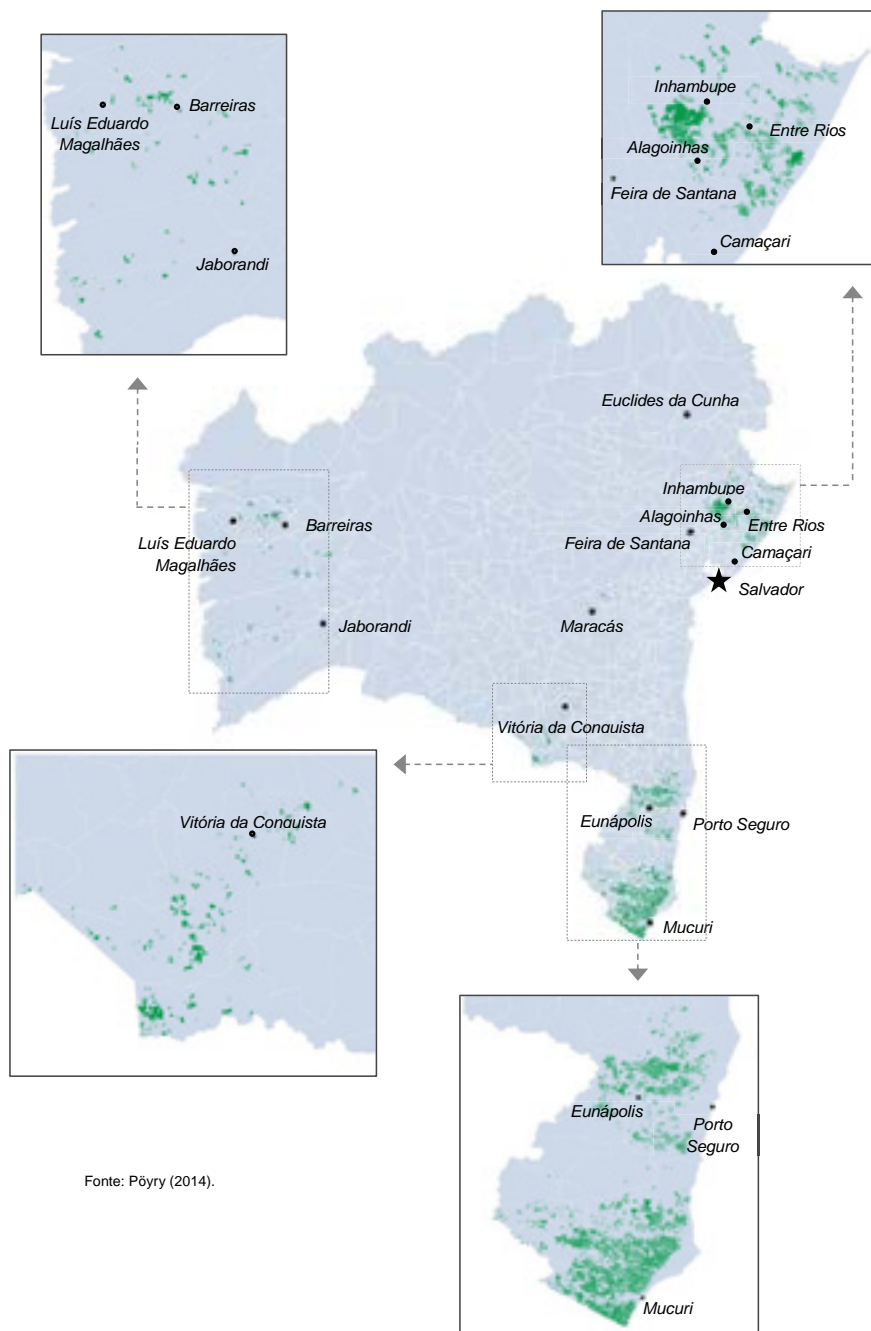 Barreiras
Luís Eduardo
Magalhães
Jaborandi
Inhambupe
Entre Rios
Alagoinhas
Feira de Santana
Camaçari
Euclides da Cunha
Inhambupe
Alagoinhas
Entre Rios
Feira de Santana
Camaçari
Salvador
Luís Eduardo
Magalhães
Barreiras
Jaborandi
Maracás
Vitória da Conquista
Eunápolis
Porto Seguro
Mucuri
Vitória da Conquista
Eunápolis
Porto
Seguro
Mucuri
Fonte: Pöyry (2014).